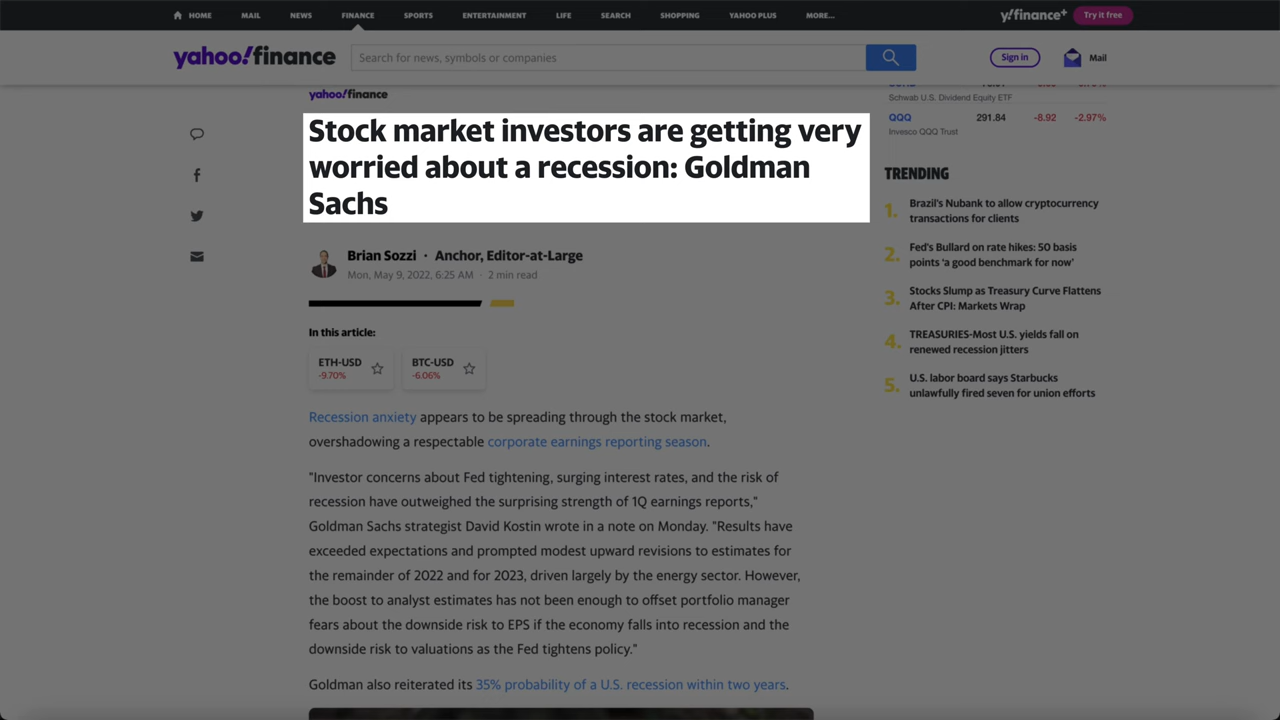 HOME MAIL NEWS FINANCE SPORTS ENTERTAINMENT LIFE SEARCH SHOPPING YAHOO PLUS MORE...
y!finance+ Try it free
yahoo!finance
Search for news, symbols or companies
Sign in
Mail
yahoo!finance
Stock market investors are getting very
worried about a recession: Goldman
Sachs
Brian Sozzi · Anchor, Editor-at-Large
Mon, May 9, 2022, 6:25 AM · 2 min read
In this article:
ETH-USD
-9.70%
BTC-USD
-6.06%
Recession anxiety appears to be spreading through the stock market,
overshadowing a respectable corporate earnings reporting season.
"Investor concerns about Fed tightening, surging interest rates, and the risk of
recession have outweighed the surprising strength of 1Q earnings reports,"
Goldman Sachs strategist David Kostin wrote in a note on Monday. "Results have
exceeded expectations and prompted modest upward revisions to estimates for
the remainder of 2022 and for 2023, driven largely by the energy sector. However,
the boost to analyst estimates has not been enough to offset portfolio manager
fears about the downside risk to EPS if the economy falls into recession and the
downside risk to valuations as the Fed tightens policy."
Goldman also reiterated its 35% probability of a U.S. recession within two years.
Schwab U.S. Dividend Equity ETF
QQQ 291.84 -8.92 -2.97%
Invesco QQQ Trust
TRENDING
1. Brazil's Nubank to allow cryptocurrency
transactions for clients
2. Fed's Bullard on rate hikes: 50 basis
points 'a good benchmark for now'
3. Stocks Slump as Treasury Curve Flattens
After CPI: Markets Wrap
4. TREASURIES-Most U.S. yields fall on
renewed recession jitters
5. U.S. labor board says Starbucks
unlawfully fired seven for union efforts